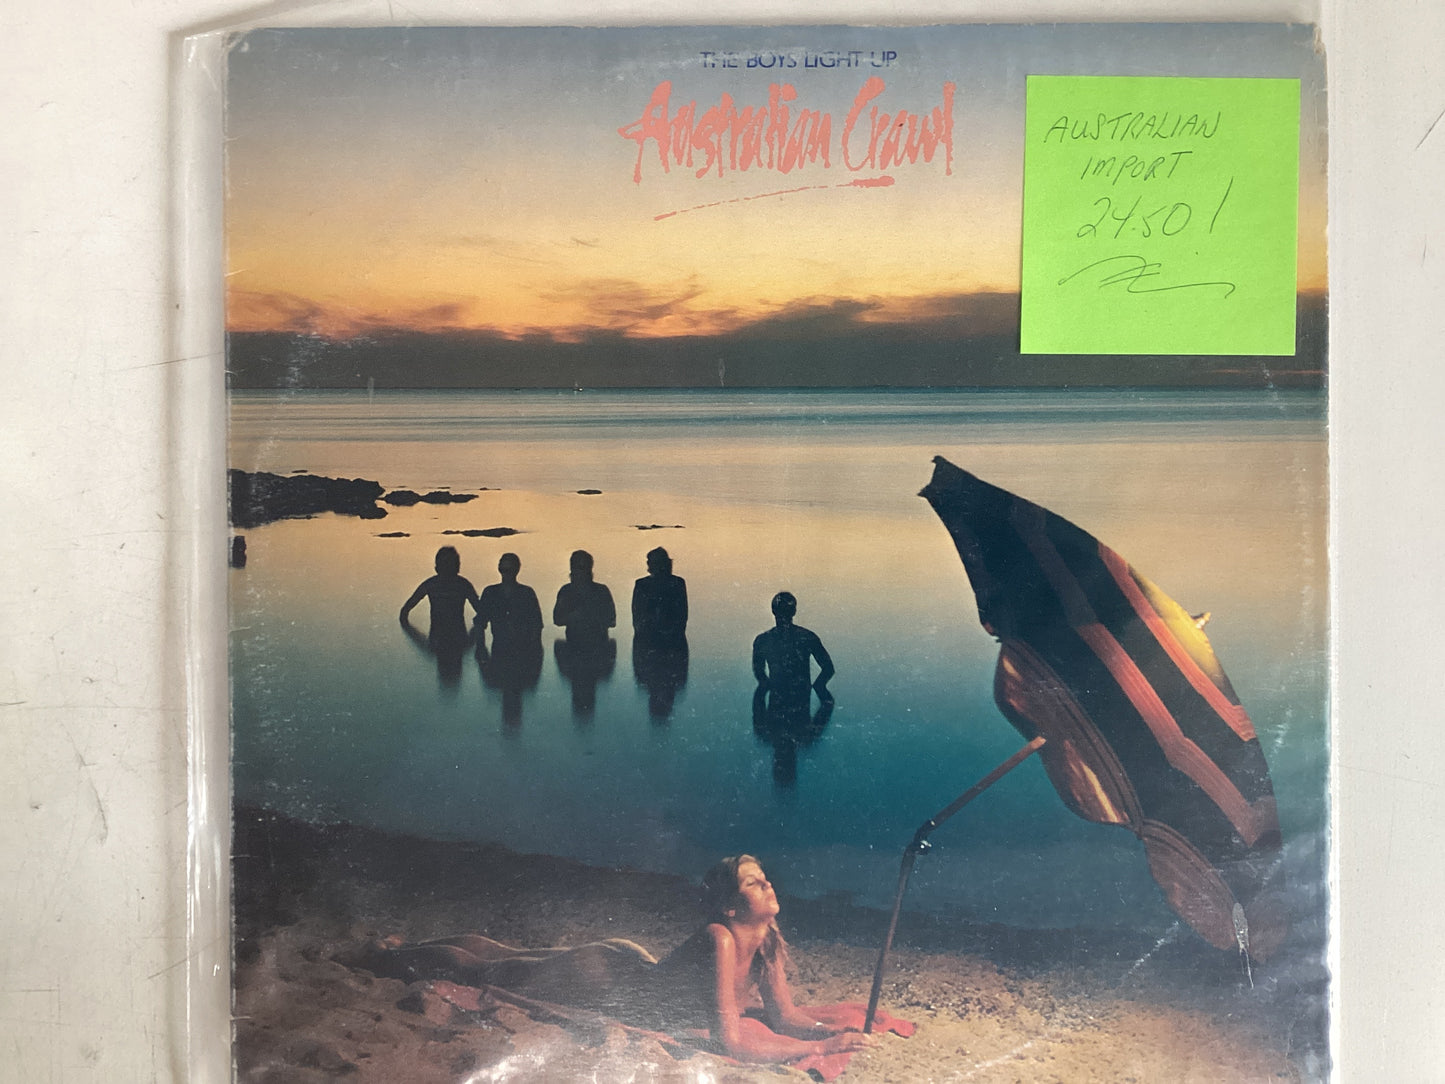 THE BOYS LIGHT UP
Australian Crawl
AUSTRALIAN
IMPORT
24.50!